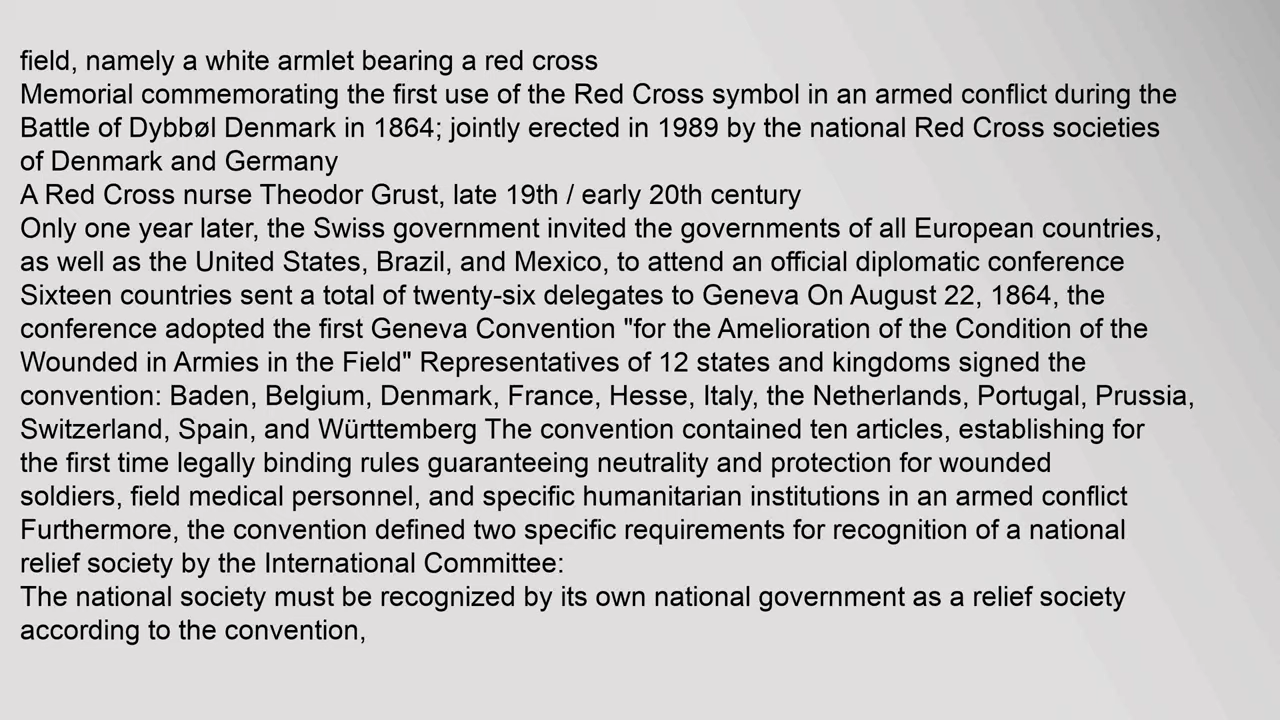 field, namely a white armlet bearing a red cross
Memorial commemorating the first use of the Red Cross symbol in an armed conflict during the
Battle of Dybbøl Denmark in 1864; jointly erected in 1989 by the national Red Cross societies
of Denmark and Germany
A Red Cross nurse Theodor Grust, late 19th / early 20th century
Only one year later, the Swiss government invited the governments of all European countries,
as well as the United States, Brazil, and Mexico, to attend an official diplomatic conference
Sixteen countries sent a total of twenty-six delegates to Geneva On August 22, 1864, the
conference adopted the first Geneva Convention "for the Amelioration of the Condition of the
Wounded in Armies in the Field" Representatives of 12 states and kingdoms signed the
convention: Baden, Belgium, Denmark, France, Hesse, Italy, the Netherlands, Portugal, Prussia,
Switzerland, Spain, and Württemberg The convention contained ten articles, establishing for
the first time legally binding rules guaranteeing neutrality and protection for wounded
soldiers, field medical personnel, and specific humanitarian institutions in an armed conflict
Furthermore, the convention defined two specific requirements for recognition of a national
relief society by the International Committee:
The national society must be recognized by its own national government as a relief society
according to the convention,